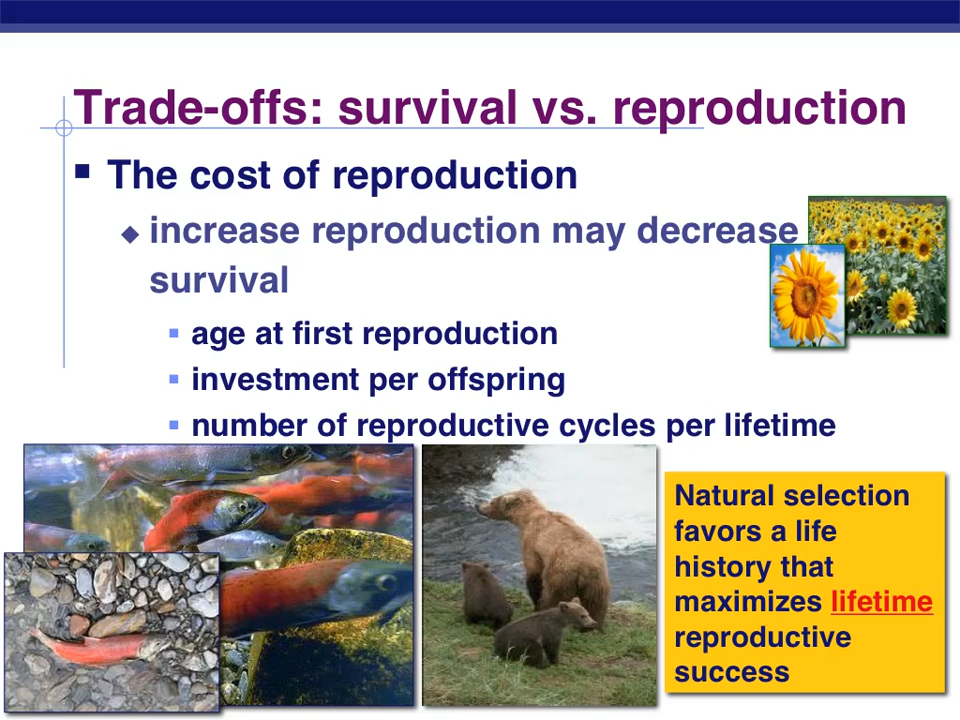 Trade-offs: survival vs. reproduction
The cost of reproduction
increase reproduction may decrease
survival
age at first reproduction
investment per offspring
number of reproductive cycles per lifetime
Natural selection
favors a life
history that
maximizes lifetime
reproductive
success